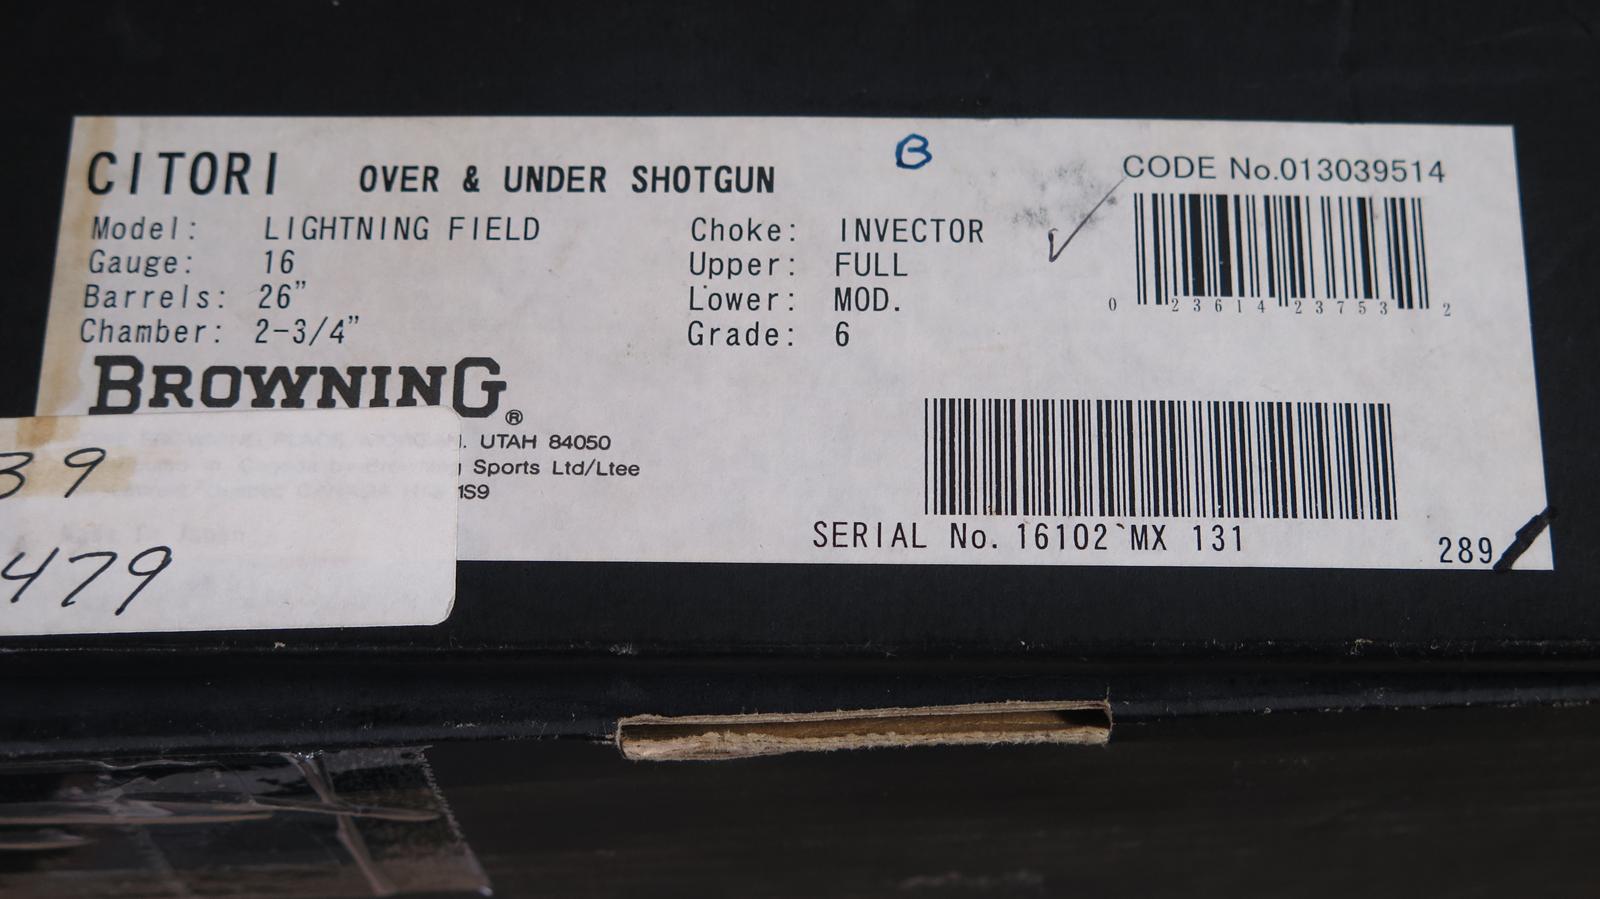 CITORI OVER & UNDER SHOTGUN
B
CODE No.013039514
Model: LIGHTNING FIELD
Gauge: 16
Barrels: 26"
Chamber: 2-3/4"
Choke: INVECTOR
Upper: FULL
Lower: MOD.
Grade: 6
0 23614 23753 2
BROWNING®
UTAH 84050
Sports Ltd/Ltee
1S9
39
479
SERIAL No. 16102`MX 131
289